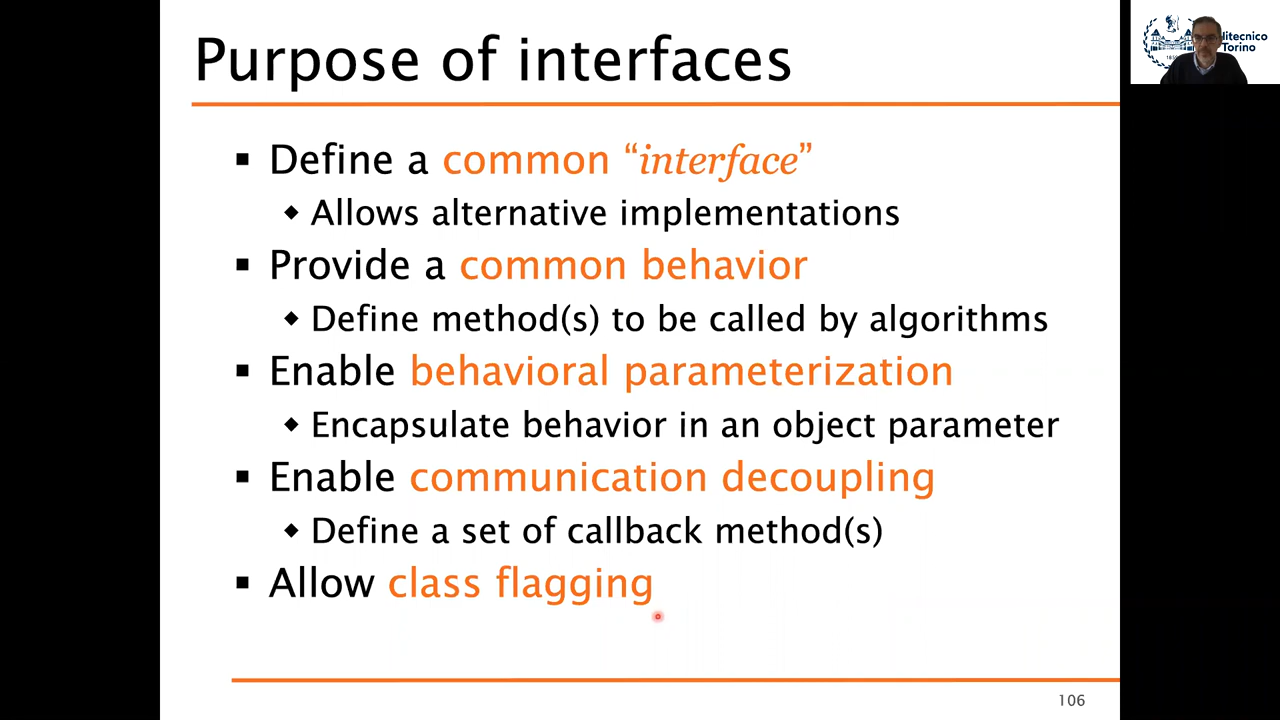 Purpose of interfaces
▪ Define a common “interface”
◆ Allows alternative implementations
▪ Provide a common behavior
◆ Define method(s) to be called by algorithms
▪ Enable behavioral parameterization
◆ Encapsulate behavior in an object parameter
▪ Enable communication decoupling
◆ Define a set of callback method(s)
▪ Allow class flagging
106
litecnico
Torino